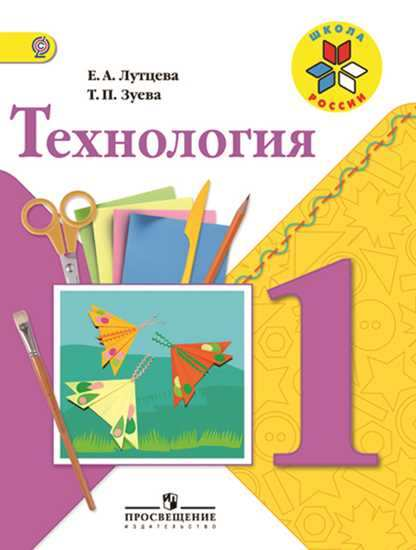 Е. А. Лутцева
Т. П. Зуева
ШКОЛА
РОССИИ
Технология
1
ПРОСВЕЩЕНИЕ
ИЗДАТЕЛЬСТВО